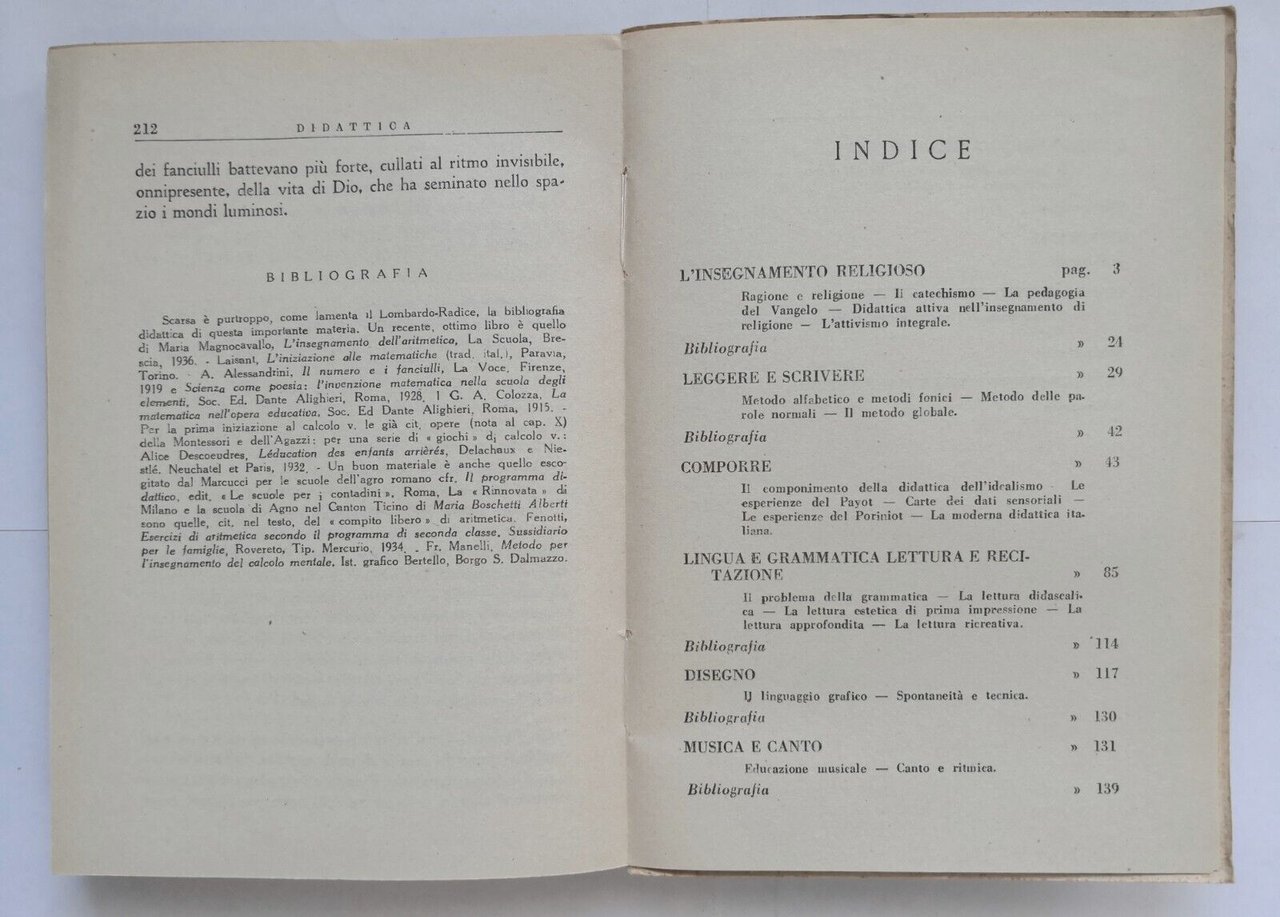 212 DIDATTICA
dei fanciulli battevano più forte, cullati al ritmo invisibile,
onnipresente, della vita di Dio, che ha seminato nello spa-
zio i mondi luminosi.
BIBLIOGRAFIA
Scarsa è purtroppo, come lamenta il Lombardo-Radice, la bibliografia
didattica di questa importante materia. Un recente, ottimo libro è quello
di Maria Magnocavallo, L'insegnamento dell'aritmetica, La Scuola, Bre-
scia, 1936. - Laisant, L'iniziazione alle matematiche (trad. ital.), Paravia,
Torino. - A. Alessandrini, Il numero e i fanciulli, La Voce, Firenze,
1919 e Scienza come poesia: l'invenzione matematica nella scuola degli
elementi, Soc. Ed. Dante Alighieri, Roma, 1928. 1 G. A. Colozza, La
matematica nell'opera educativa, Soc. Ed Dante Alighieri, Roma, 1915. -
Per la prima iniziazione al calcolo v. le già cit. opere (nota al cap. X)
della Montessori e dell'Agazzi: per una serie di « giochi » di calcolo v.:
Alice Descoeudres, Léducation des enfants arrièrés, Delachaux e Nie-
stlé. Neuchatel et Paris, 1932. - Un buon materiale è anche quello esco-
gitato dal Marcucci per le scuole dell'agro romano cfr. Il programma di-
dattico, edit. « Le scuole per i contadini », Roma, La « Rinnovata » di
Milano e la scuola di Agno nel Canton Ticino di Maria Boschetti Alberti
sono quelle, cit. nel testo, del « compito libero » di aritmetica. Fenotti,
Esercizi di aritmetica secondo il programma di seconda classe. Sussidiario
per le famiglie, Rovereto, Tip. Mercurio, 1934. - Fr. Manelli, Metodo per
l'insegnamento del calcolo mentale. Ist. grafico Bertello, Borgo S. Dalmazzo.
INDICE
L'INSEGNAMENTO RELIGIOSO pag. 3
Ragione e religione — Il catechismo — La pedagogia
del Vangelo — Didattica attiva nell'insegnamento di
religione — L'attivismo integrale.
Bibliografia » 24
LEGGERE E SCRIVERE » 29
Metodo alfabetico e metodi fonici — Metodo delle pa-
role normali — Il metodo globale.
Bibliografia » 42
COMPORRE » 43
Il componimento della didattica dell'idealismo - Le
esperienze del Payot — Carte dei dati sensoriali —
Le esperienze del Poriniot — La moderna didattica ita-
liana.
LINGUA E GRAMMATICA LETTURA E RECI-
TAZIONE » 85
Il problema della grammatica — La lettura didascali-
ca — La lettura estetica di prima impressione — La
lettura approfondita — La lettura ricreativa.
Bibliografia » 114
DISEGNO » 117
Il linguaggio grafico — Spontaneità e tecnica.
Bibliografia » 130
MUSICA E CANTO » 131
Educazione musicale — Canto e ritmica.
Bibliografia » 139